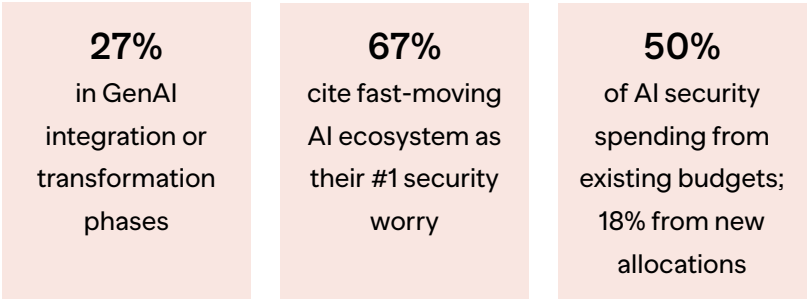 27%
in GenAI
integration or
transformation
phases
67%
cite fast-moving
AI ecosystem as
their #1 security
worry
50%
of AI security
spending from
existing budgets;
18% from new
allocations